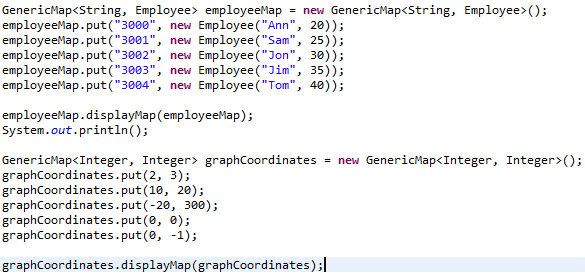 GenericMap<String, Employee> employeeMap = new GenericMap<String, Employee>();
employeeMap.put("3000", new Employee("Ann", 20));
employeeMap.put("3001", new Employee("Sam", 25));
employeeMap.put("3002", new Employee("Jon", 30));
employeeMap.put("3003", new Employee("Jim", 35));
employeeMap.put("3004", new Employee("Tom", 40));
employeeMap.displayMap(employeeMap);
System.out.println();
GenericMap<Integer, Integer> graphCoordinates = new GenericMap<Integer, Integer>();
graphCoordinates.put(2, 3);
graphCoordinates.put(10, 20);
graphCoordinates.put(-20, 300);
graphCoordinates.put(0, 0);
graphCoordinates.put(0, -1);
graphCoordinates.displayMap(graphCoordinates);